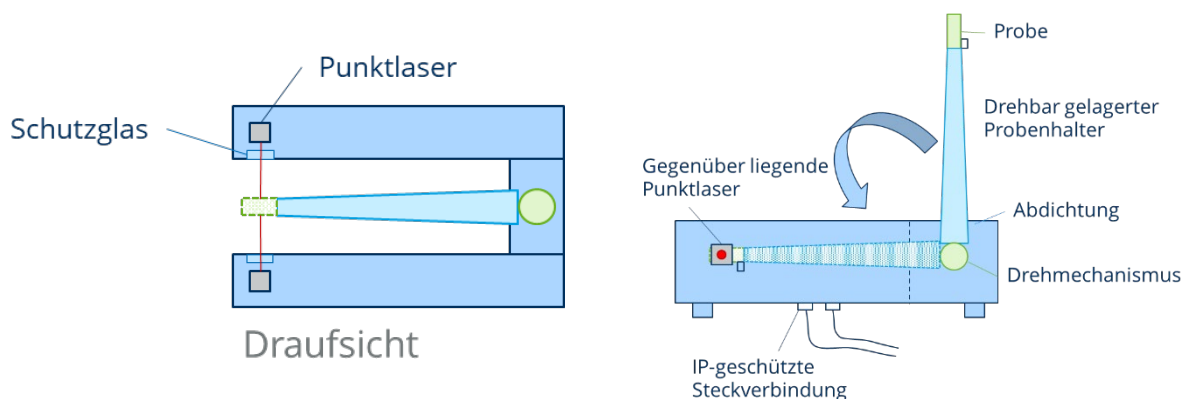 Punktlaser
Schutzglas
Draufsicht
Probe
Drehbar gelagerter
Probenhalter
Gegenüber liegende
Punktlaser
Abdichtung
Drehmechanismus
IP-geschützte
Steckverbindung